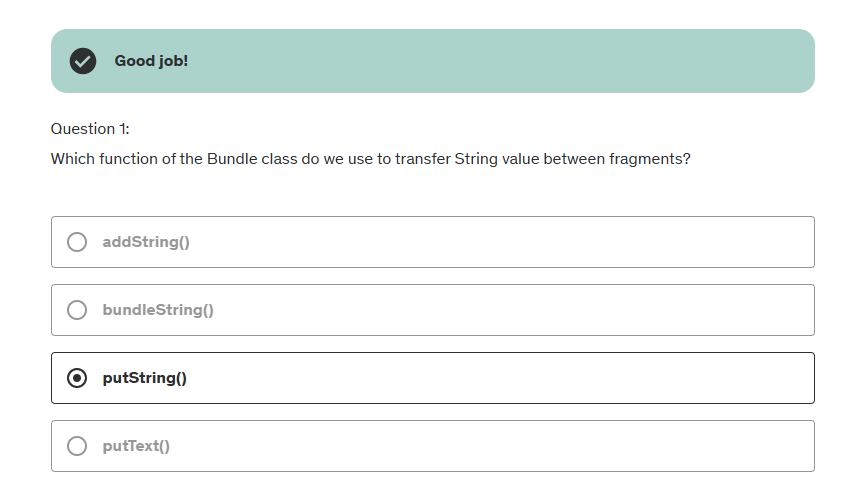 Good job!
Question 1:
Which function of the Bundle class do we use to transfer String value between fragments?
addString()
bundleString()
putString()
putText()